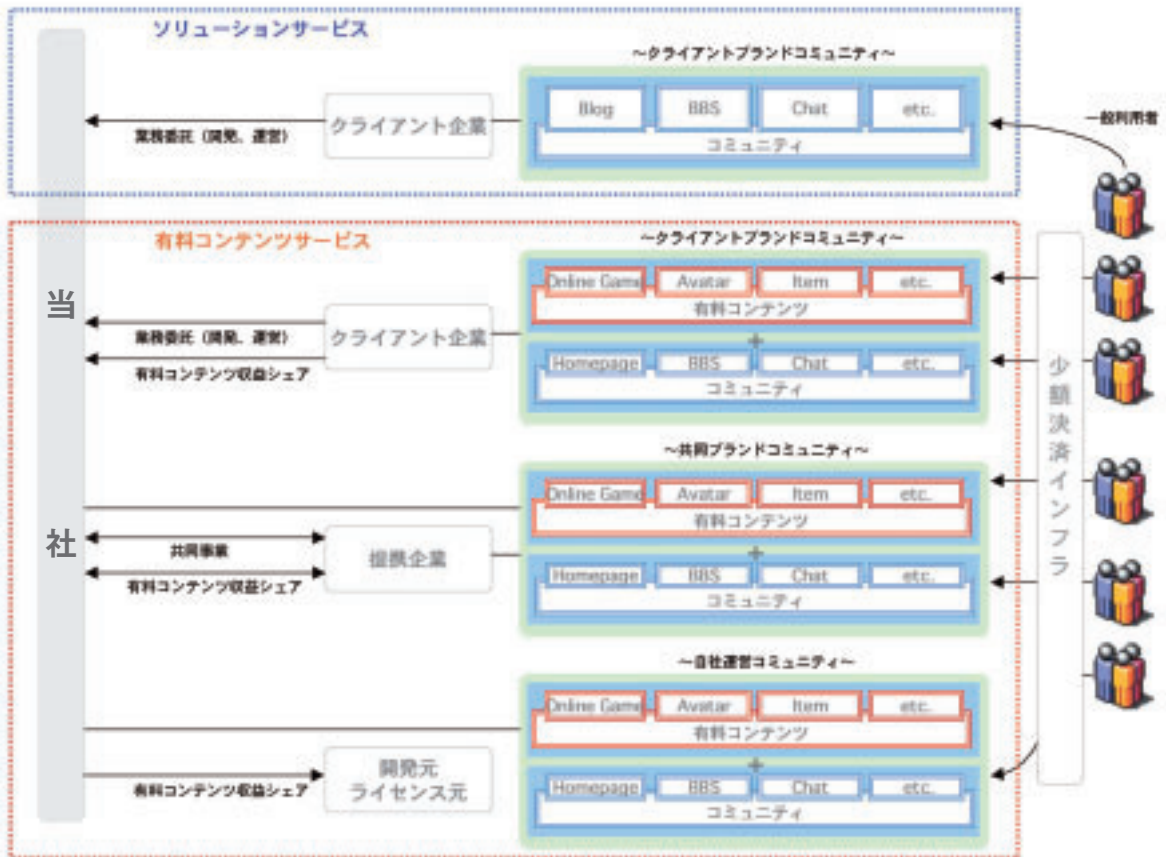 ソリューションサービス
~クライアントブランドコミュニティ~
Blog BBS Chat etc.
コミュニティ
クライアント企業
業務委託（開発、運営）
一般利用者
有料コンテンツサービス
~クライアントブランドコミュニティ~
Online Game Avatar Item etc.
有料コンテンツ
+
Homepage BBS Chat etc.
コミュニティ
クライアント企業
業務委託（開発、運営）
有料コンテンツ収益シェア
~共同ブランドコミュニティ~
Online Game Avatar Item etc.
有料コンテンツ
+
Homepage BBS Chat etc.
コミュニティ
提携企業
共同事業
有料コンテンツ収益シェア
~自社運営コミュニティ~
Online Game Avatar Item etc.
有料コンテンツ
+
Homepage BBS Chat etc.
コミュニティ
開発元
ライセンス元
有料コンテンツ収益シェア
当社
少額決済インフラ